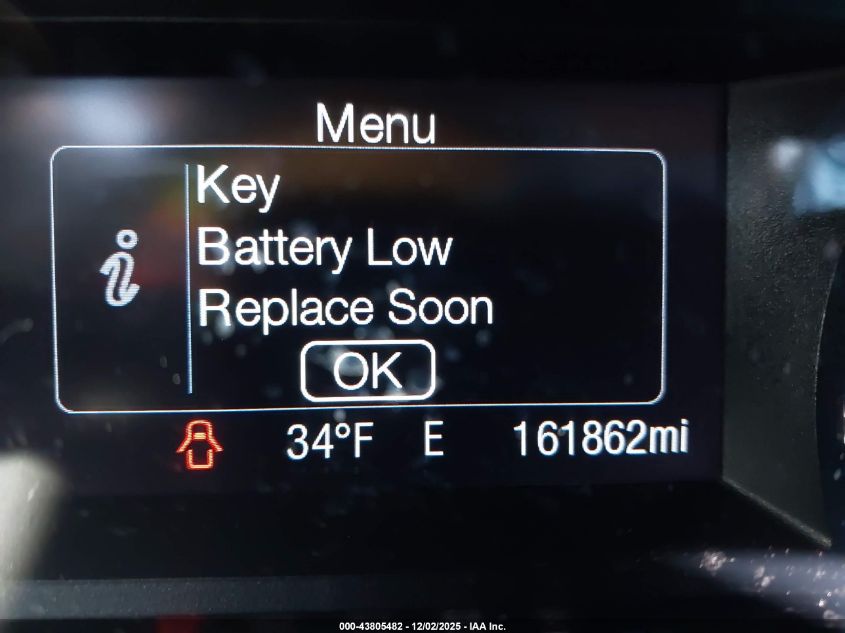 Menu
Key
Battery Low
Replace Soon
OK
34°F E 161862mi
000-43805482 - 12/02/2025 - IAA Inc.